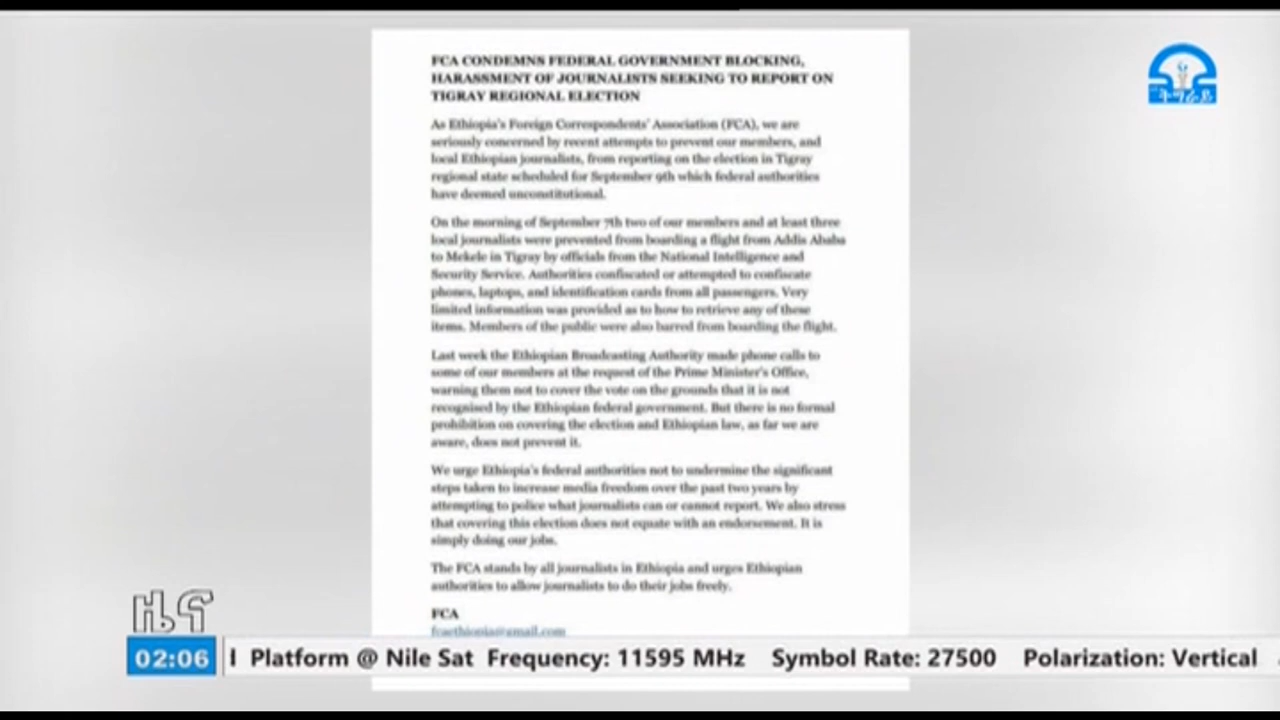 FCA CONDEMNS FEDERAL GOVERNMENT BLOCKING,
HARASSMENT OF JOURNALISTS SEEKING TO REPORT ON
TIGRAY REGIONAL ELECTION
As Ethiopia's Foreign Correspondents' Association (FCA), we are
seriously concerned by recent attempts to prevent our members, and
local Ethiopian journalists, from reporting on the election in Tigray
regional state scheduled for September 9th which federal authorities
have deemed unconstitutional.
On the morning of September 7th two of our members and at least three
local journalists were prevented from boarding a flight from Addis Ababa
to Mekele in Tigray by officials from the National Intelligence and
Security Service. Authorities confiscated or attempted to confiscate
phones, laptops, and identification cards from all passengers. Very
limited information was provided as to how to retrieve any of these
items. Members of the public were also barred from boarding the flight.
Last week the Ethiopian Broadcasting Authority made phone calls to
some of our members at the request of the Prime Minister's Office,
warning them not to cover the vote on the grounds that it is not
recognised by the Ethiopian federal government. But there is no formal
prohibition on covering the election and Ethiopian law, as far we are
aware, does not prevent it.
We urge Ethiopia's federal authorities not to undermine the significant
steps taken to increase media freedom over the past two years by
attempting to police what journalists can or cannot report. We also stress
that covering this election does not equate with an endorsement. It is
simply doing our jobs.
The FCA stands by all journalists in Ethiopia and urges Ethiopian
authorities to allow journalists to do their jobs freely.
FCA
fcaethiopia@gmail.com
ትግራይ
ዜና
02:06
l Platform @ Nile Sat Frequency: 11595 MHz Symbol Rate: 27500 Polarization: Vertical